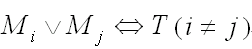 M_i ∨ M_j ⇔ T (i ≠ j)